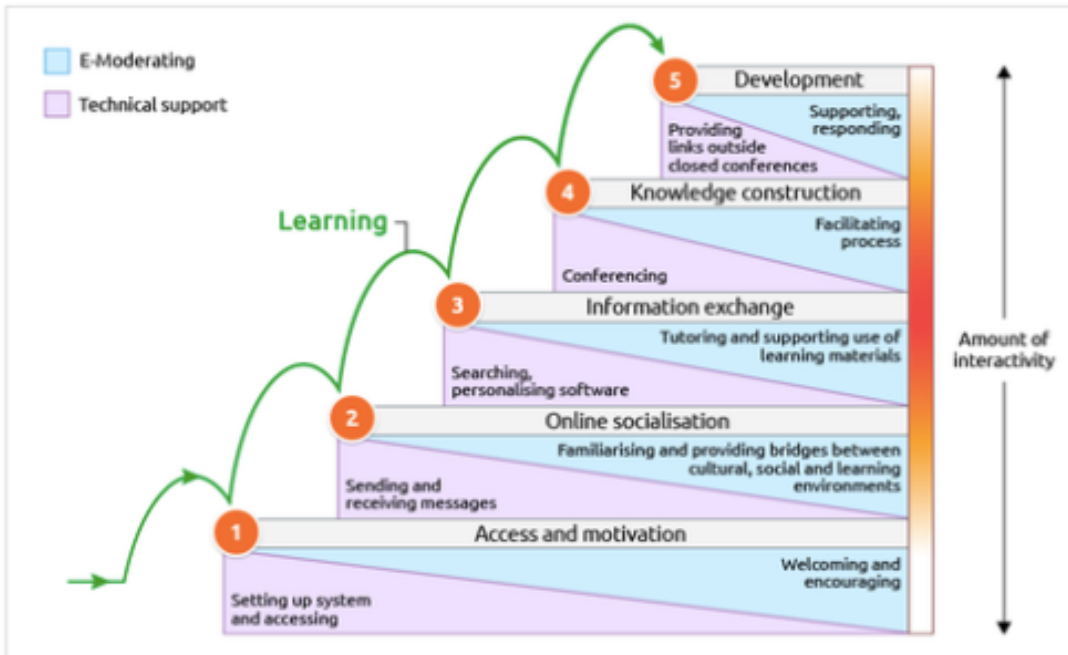 E-Moderating
Technical support
Learning
5
Development
Supporting,
responding
Providing
links outside
closed conferences
4
Knowledge construction
Facilitating
process
Conferencing
3
Information exchange
Tutoring and supporting use of
learning materials
Searching,
personalising software
2
Online socialisation
Familiarising and providing bridges between
cultural, social and learning
environments
Sending and
receiving messages
1
Access and motivation
Welcoming and
encouraging
Setting up system
and accessing
Amount of
interactivity